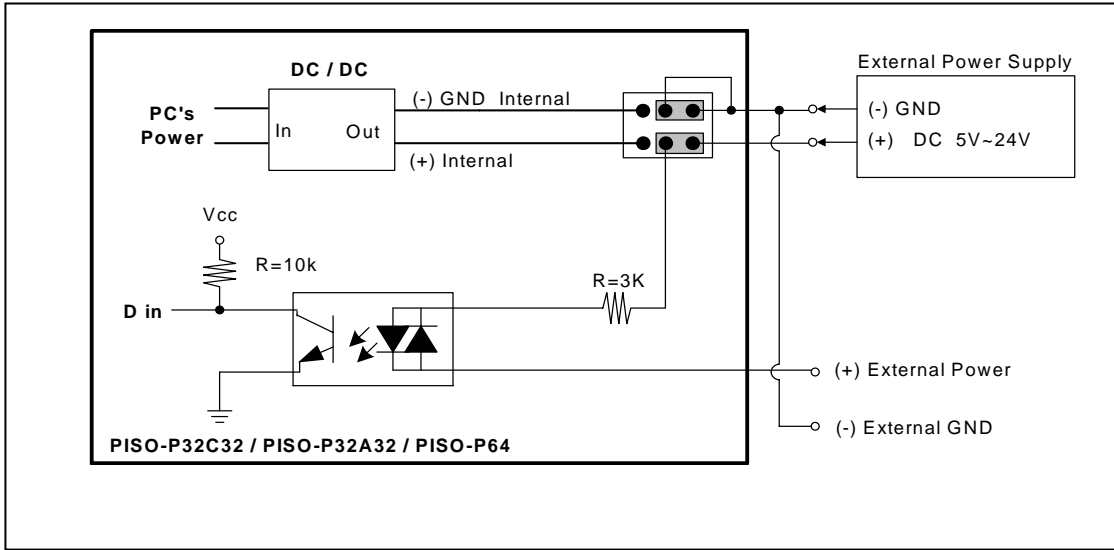 DC / DC
External Power Supply
(-) GND Internal
PC's
Power
In
Out
(-) GND
(+) DC 5V~24V
(+) Internal
Vcc
R=10k
R=3K
D in
(+) External Power
(-) External GND
PISO-P32C32 / PISO-P32A32 / PISO-P64